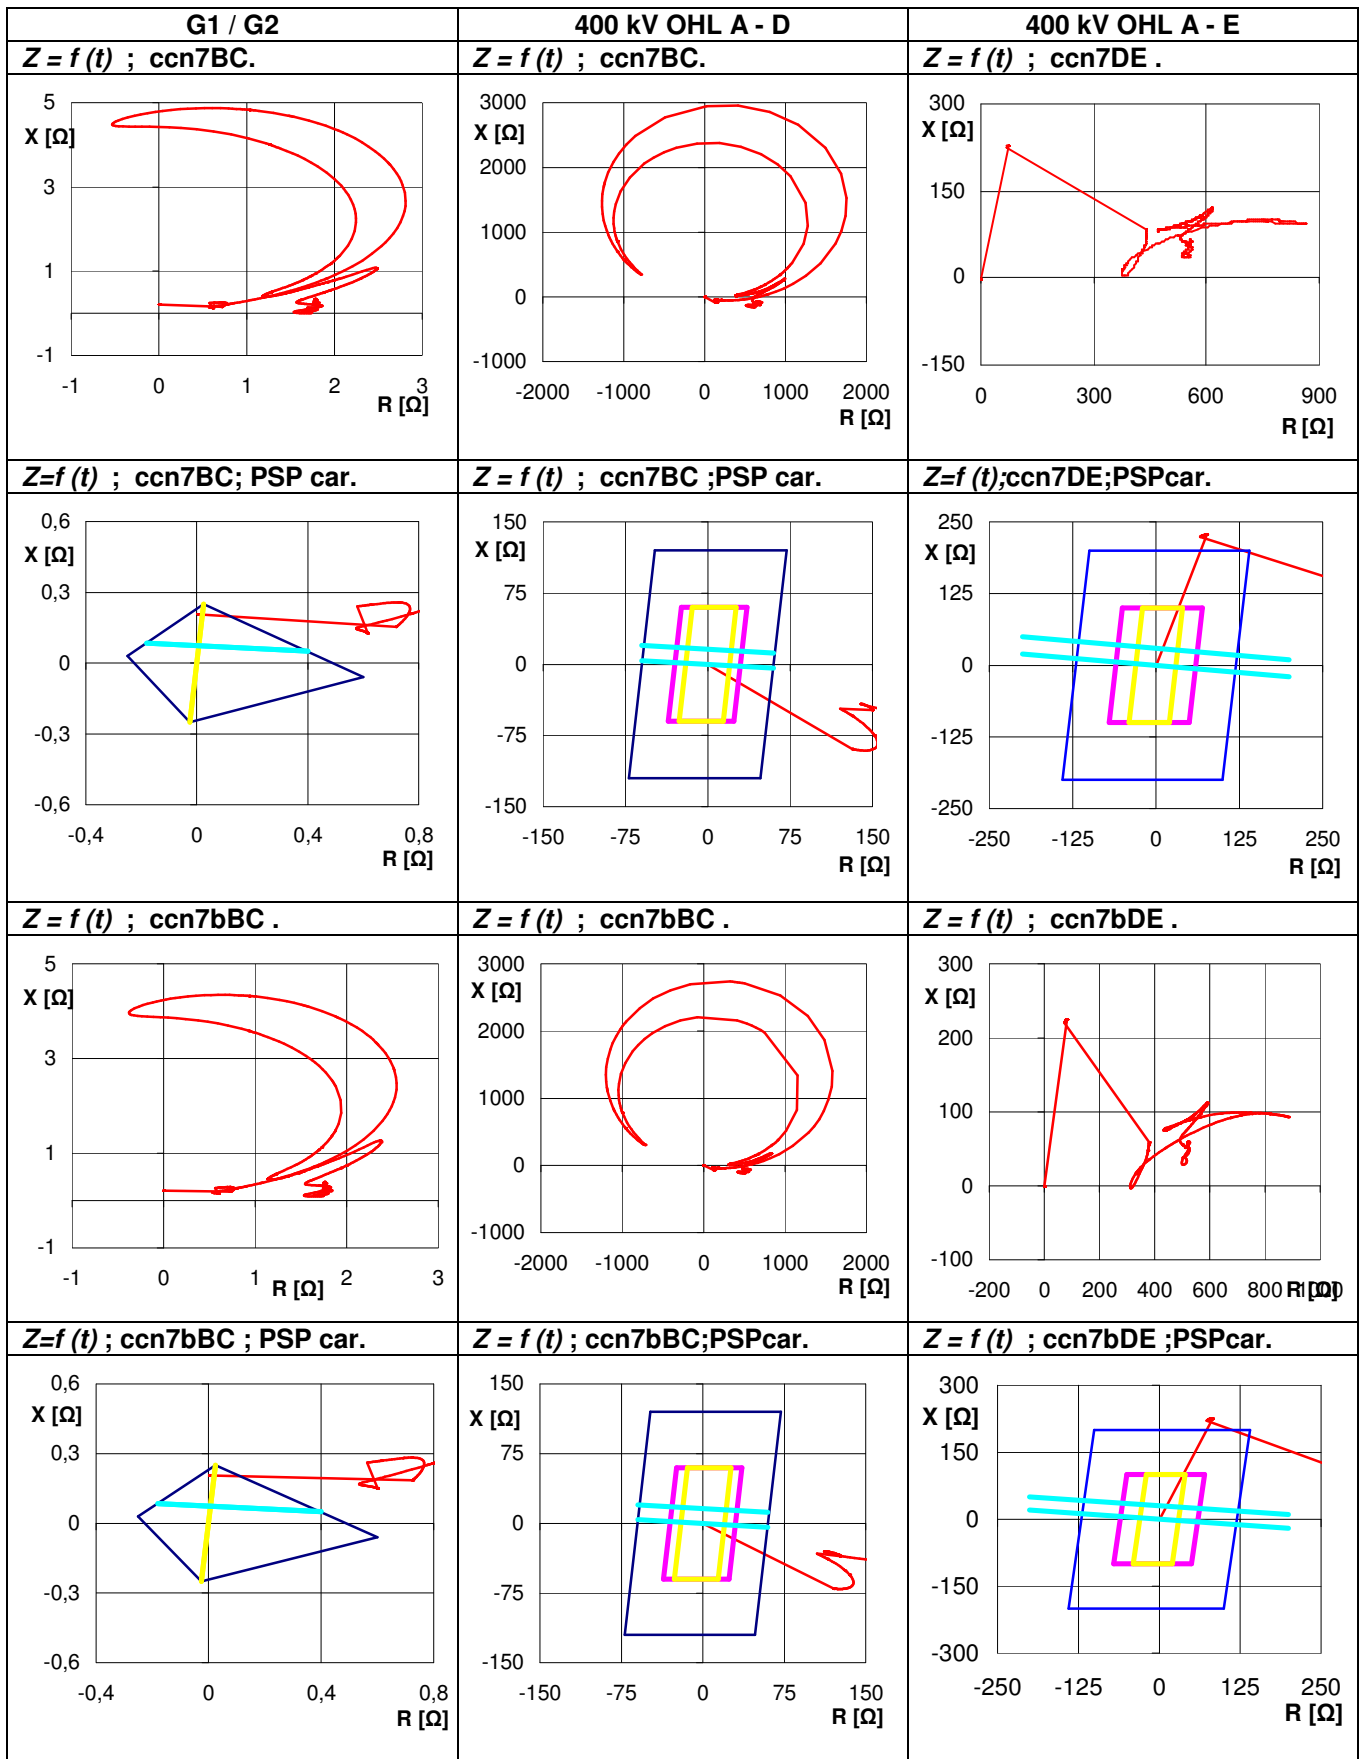 G1 / G2
400 kV OHL A - D
400 kV OHL A - E
Z = f (t) ; ccn7BC.
Z = f (t) ; ccn7BC.
Z = f (t) ; ccn7DE .
5
X [Ω]
3
1
-1
-1 0 1 2 3
R [Ω]
3000
X [Ω]
2000
1000
0
-1000
-2000 -1000 0 1000 2000
R [Ω]
300
X [Ω]
150
0
-150
0 300 600 900
R [Ω]
Z=f (t) ; ccn7BC; PSP car.
Z = f (t) ; ccn7BC ;PSP car.
Z=f (t);ccn7DE;PSPcar.
0,6
X [Ω]
0,3
0
-0,3
-0,6
-0,4 0 0,4 0,8
R [Ω]
150
X [Ω]
75
0
-75
-150
-150 -75 0 75 150
R [Ω]
250
X [Ω]
125
0
-125
-250
-250 -125 0 125 250
R [Ω]
Z = f (t) ; ccn7bBC .
Z = f (t) ; ccn7bBC .
Z = f (t) ; ccn7bDE .
5
X [Ω]
3
1
-1
-1 0 1 2 3
R [Ω]
3000
X [Ω]
2000
1000
0
-1000
-2000 -1000 0 1000 2000
R [Ω]
300
X [Ω]
200
100
0
-100
-200 0 200 400 600 800 1000
R [Ω]
Z=f (t) ; ccn7bBC ; PSP car.
Z = f (t) ; ccn7bBC;PSPcar.
Z = f (t) ; ccn7bDE ;PSPcar.
0,6
X [Ω]
0,3
0
-0,3
-0,6
-0,4 0 0,4 0,8
R [Ω]
150
X [Ω]
75
0
-75
-150
-150 -75 0 75 150
R [Ω]
300
X [Ω]
150
0
-150
-300
-250 -125 0 125 250
R [Ω]